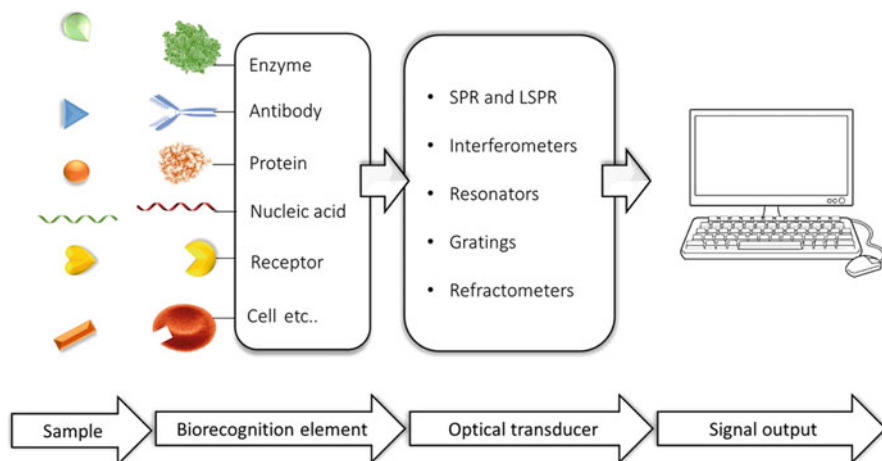 Enzyme
Antibody
Protein
Nucleic acid
Receptor
Cell etc..
• SPR and LSPR
• Interferometers
• Resonators
• Gratings
• Refractometers
Sample
Biorecognition element
Optical transducer
Signal output